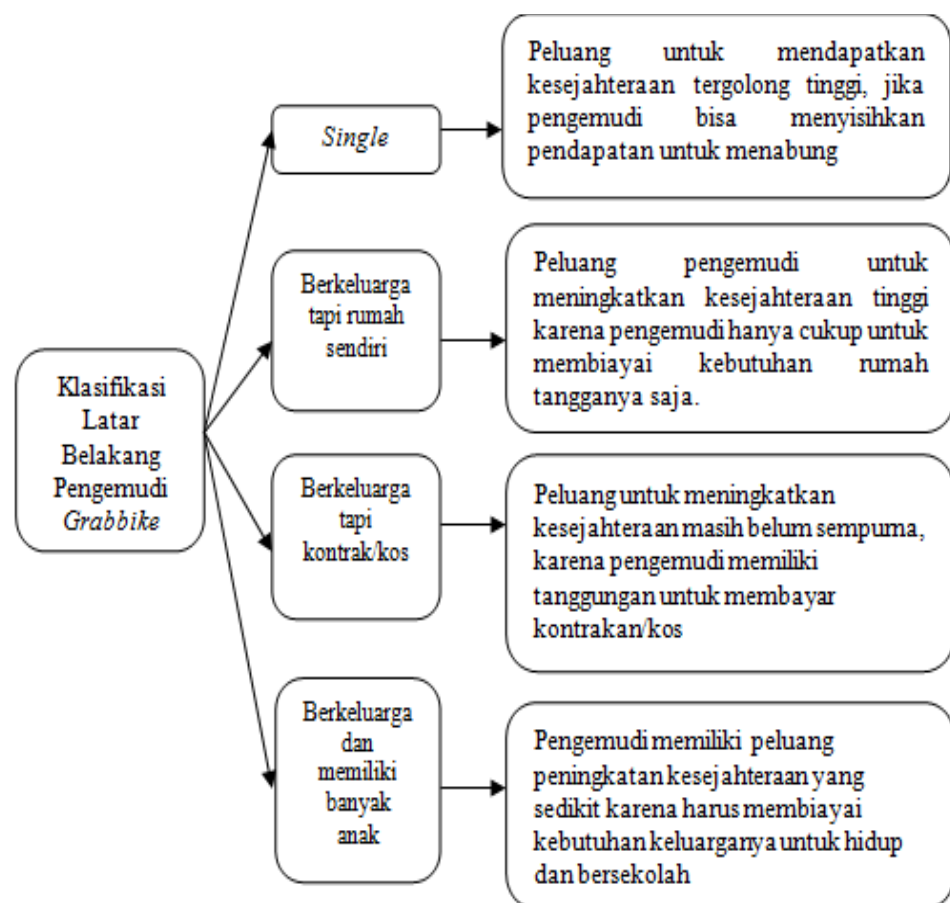 Klasifikasi
Latar
Belakang
Pengemudi
Grabbike
Single
Peluang untuk mendapatkan
kesejahteraan tergolong tinggi, jika
pengemudi bisa menyisihkan
pendapatan untuk menabung
Berkeluarga
tapi rumah
sendiri
Peluang pengemudi untuk
meningkatkan kesejahteraan tinggi
karena pengemudi hanya cukup untuk
membiayai kebutuhan rumah
tangganya saja.
Berkeluarga
tapi
kontrak/kos
Peluang untuk meningkatkan
kesejahteraan masih belum sempurna,
karena pengemudi memiliki
tanggungan untuk membayar
kontrakan/kos
Berkeluarga
dan
memiliki
banyak
anak
Pengemudi memiliki peluang
peningkatan kesejahteraan yang
sedikit karena harus membiayai
kebutuhan keluarganya untuk hidup
dan bersekolah